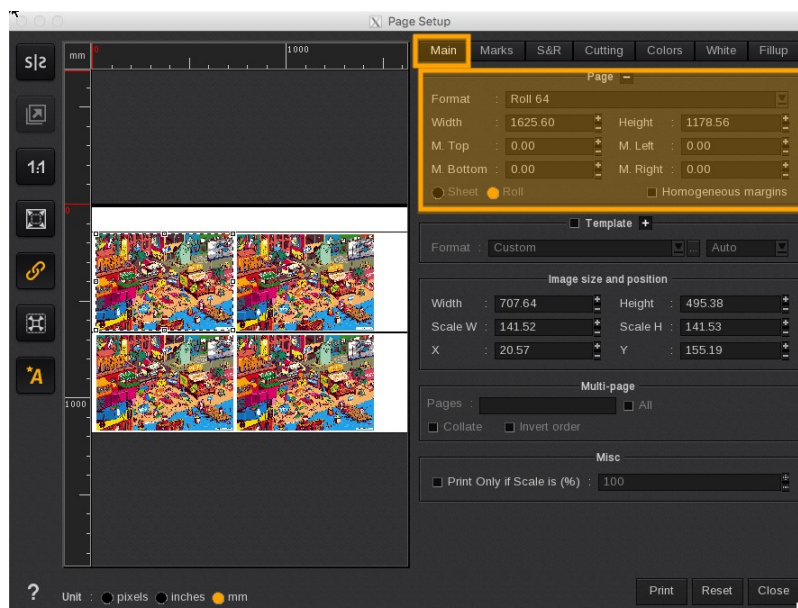 Page Setup
S|S
1:1
*A
mm
0
1000
0
1000
Main Marks S&R Cutting Colors White Fillup
Page −
Format : Roll 64
Width : 1625.60 Height : 1178.56
M. Top : 0.00 M. Left : 0.00
M. Bottom : 0.00 M. Right : 0.00
Sheet Roll Homogeneous margins
Template +
Format : Custom ... Auto
Image size and position
Width : 707.64 Height : 495.38
Scale W : 141.52 Scale H : 141.53
X : 20.57 Y : 155.19
Multi-page
Pages : All
Collate Invert order
Misc
Print Only if Scale is (%) : 100
? Unit : pixels inches mm
Print Reset Close